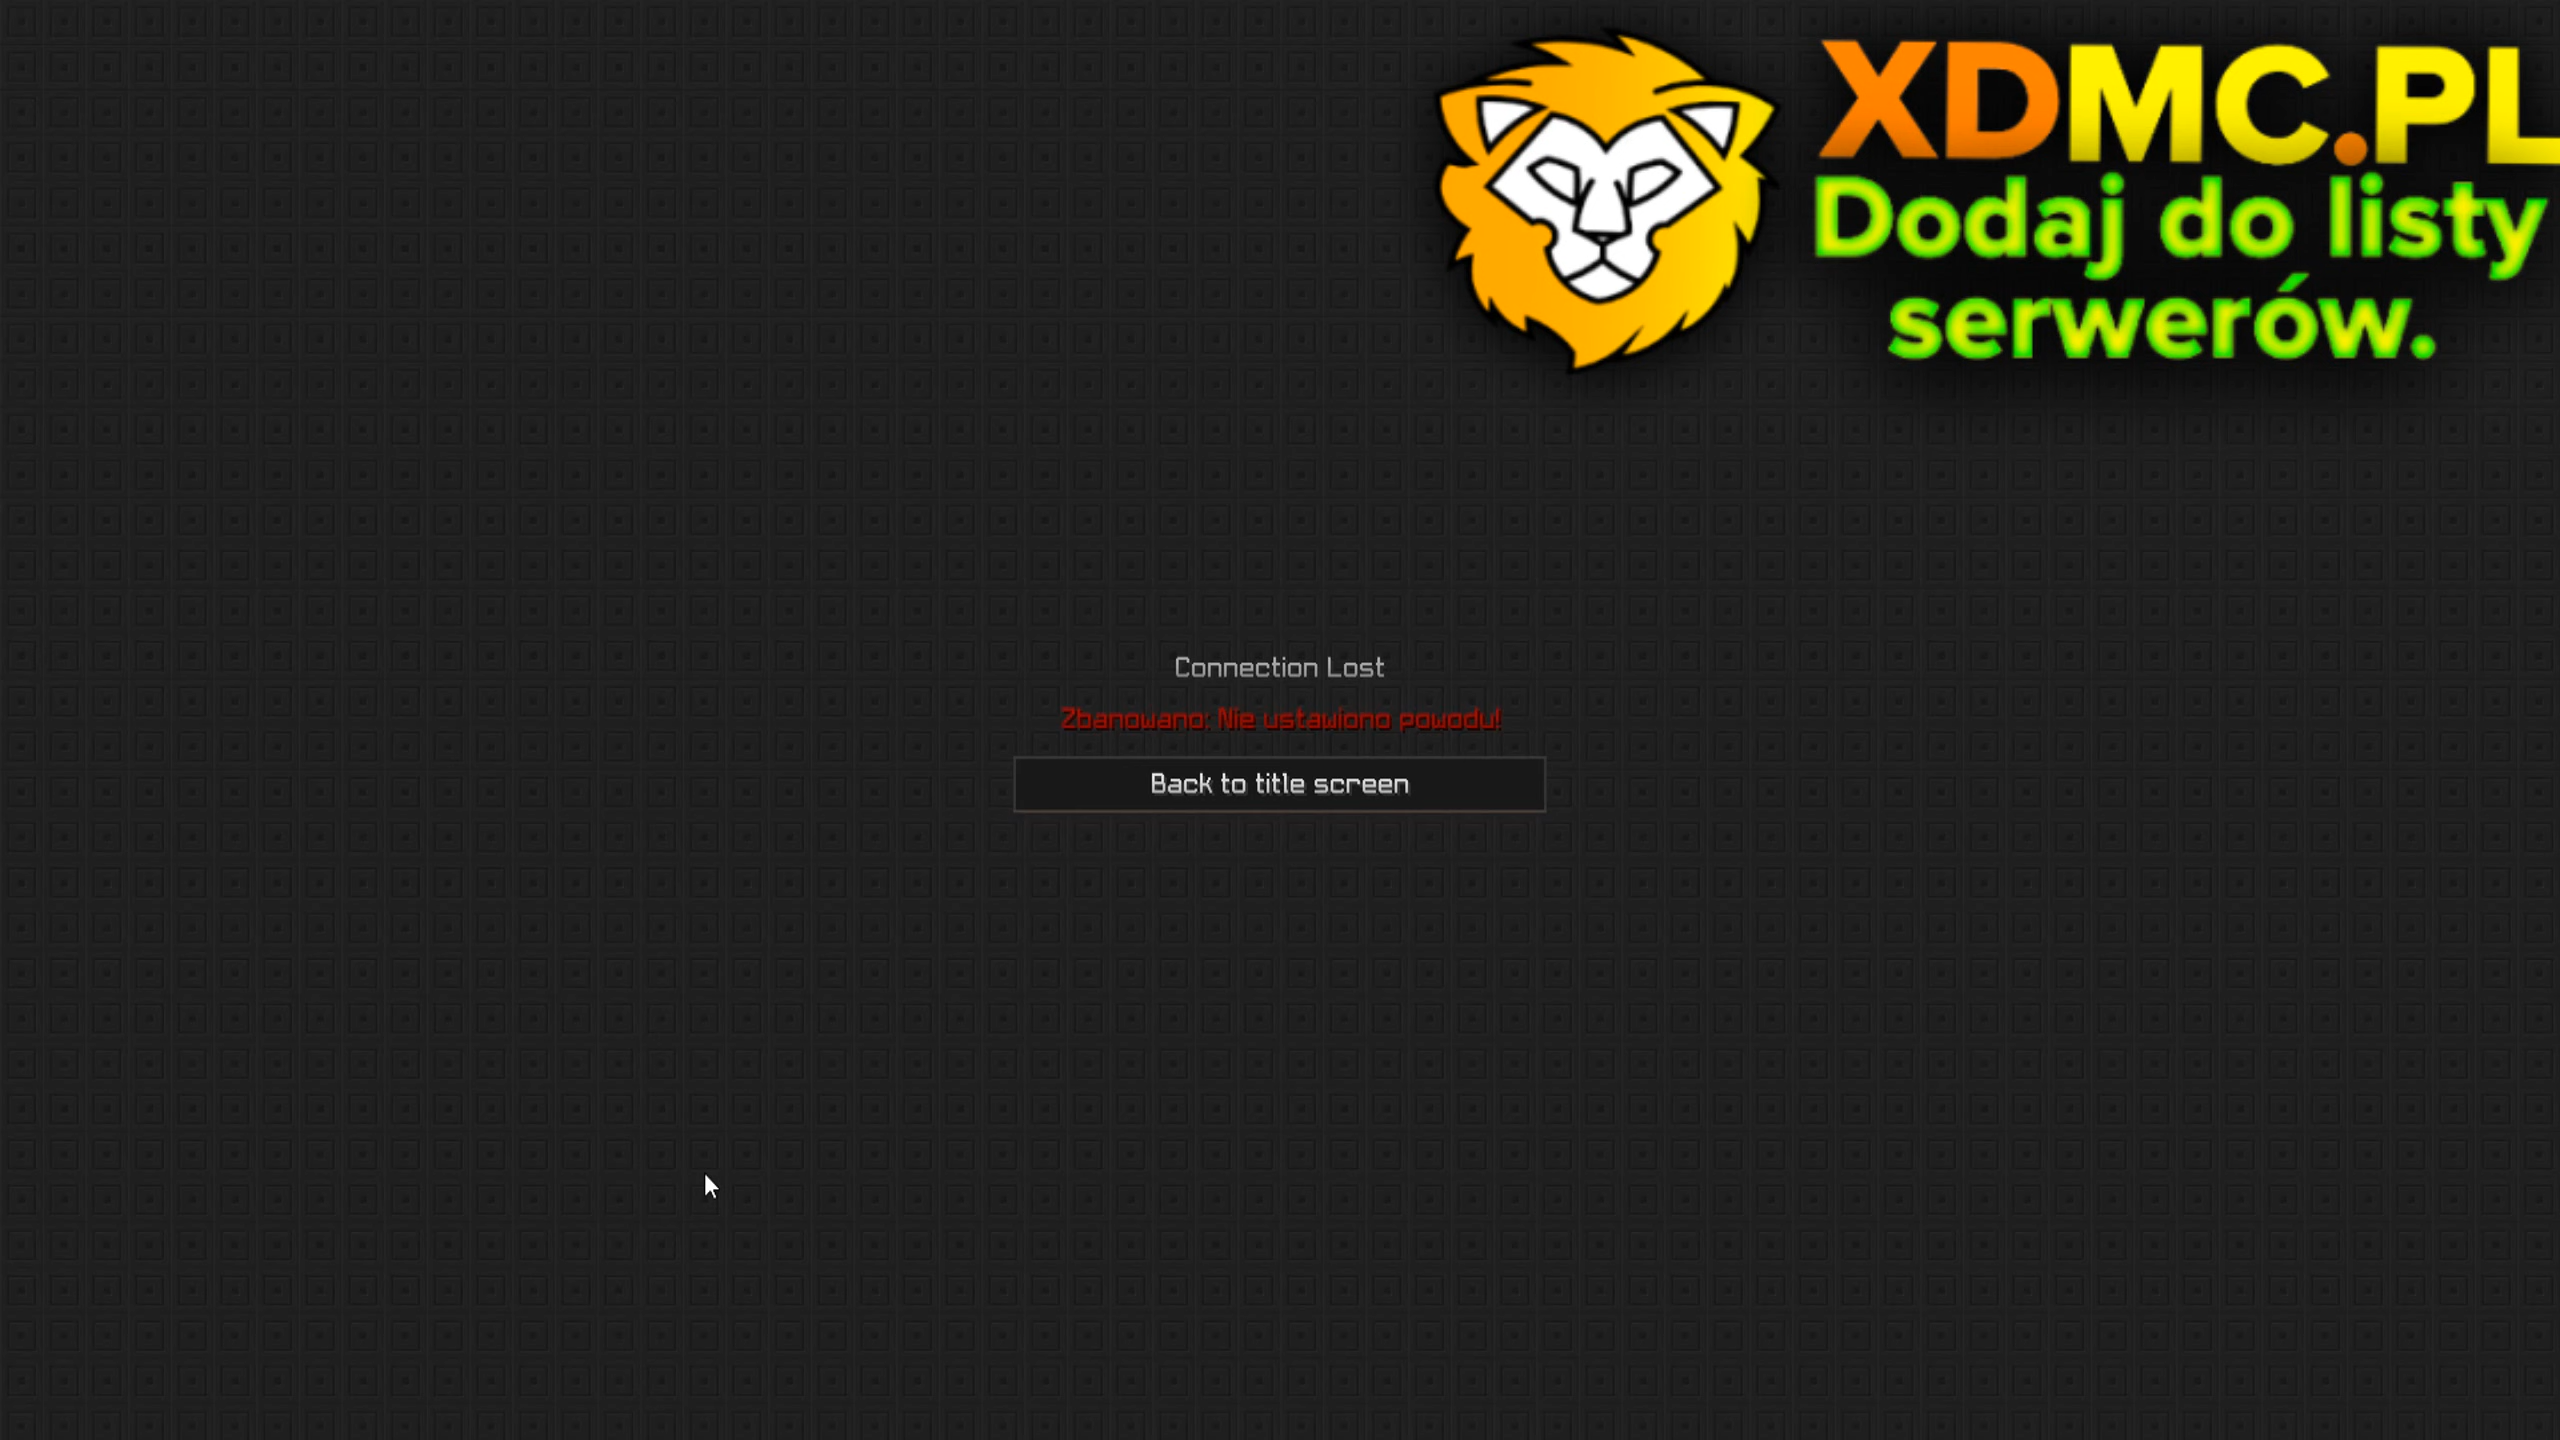 XDMC.PL
Dodaj do listy
serwerów.
Connection Lost
Zbanowano: Nie ustawiono powodu!
Back to title screen